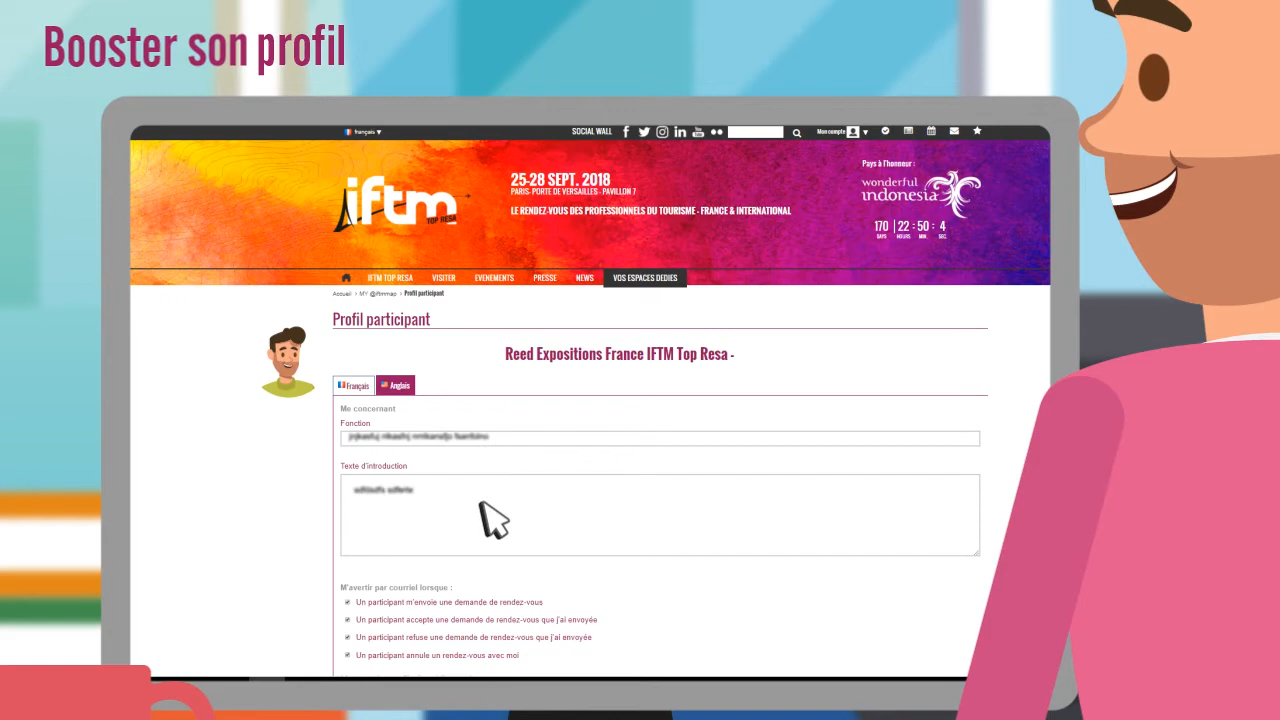 Booster son profil
français
SOCIAL WALL
Mon compte
iftm
TOP RESA
25-28 SEPT. 2018
PARIS- PORTE DE VERSAILLES - PAVILLON 7
LE RENDEZ-VOUS DES PROFESSIONNELS DU TOURISME - FRANCE & INTERNATIONAL
Pays à l'honneur :
wonderful
indonesia
170 | 22 : 50 : 4
DAYS HOURS MIN. SEC.
IFTM TOP RESA VISITER EVENEMENTS PRESSE NEWS VOS ESPACES DEDIES
Accueil > MY @iftmmap > Profil participant
Profil participant
Reed Expositions France IFTM Top Resa -
Français Anglais
Me concernant
Fonction
Texte d'introduction
M'avertir par courriel lorsque :
Un participant m'envoie une demande de rendez-vous
Un participant accepte une demande de rendez-vous que j'ai envoyée
Un participant refuse une demande de rendez-vous que j'ai envoyée
Un participant annule un rendez-vous avec moi